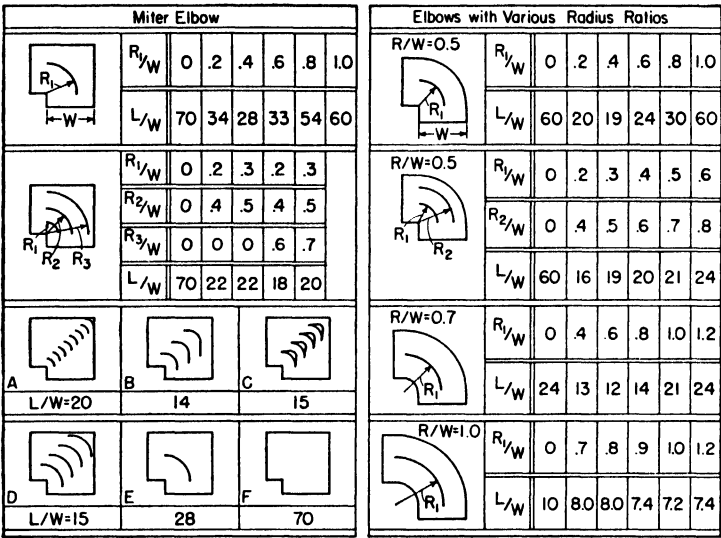 Miter Elbow
R₁
W
R₁/W 0 .2 .4 .6 .8 1.0
L/W 70 34 28 33 54 60
R₁ R₂ R₃
R₁/W 0 .2 .3 .2 .3
R₂/W 0 .4 .5 .4 .5
R₃/W 0 0 0 .6 .7
L/W 70 22 22 18 20
A B C
L/W=20 14 15
D E F
L/W=15 28 70
Elbows with Various Radius Ratios
R/W=0.5
R₁
W
R₁/W 0 .2 .4 .6 .8 1.0
L/W 60 20 19 24 30 60
R/W=0.5
R₁ R₂
R₁/W 0 .2 .3 .4 .5 .6
R₂/W 0 .4 .5 .6 .7 .8
L/W 60 16 19 20 21 24
R/W=0.7
R₁
R₁/W 0 .4 .6 .8 1.0 1.2
L/W 24 13 12 14 21 24
R/W=1.0
R₁
R₁/W 0 .7 .8 .9 1.0 1.2
L/W 10 8.0 8.0 7.4 7.2 7.4